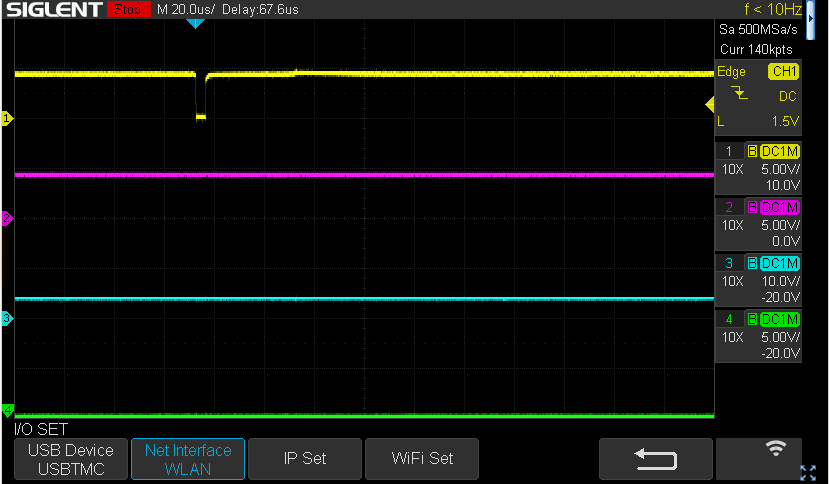 SIGLENT Stop M 20.0us/ Delay:67.6us f < 10Hz
Sa 500MSa/s
Curr 140kpts
Edge CH1
DC
L 1.5V
1 B DC1M
10X 5.00V/
10.0V
2 B DC1M
10X 5.00V/
0.0V
3 B DC1M
10X 10.0V/
-20.0V
4 B DC1M
10X 5.00V/
-20.0V
1
2
3
4
I/O SET
USB Device
USBTMC
Net Interface
WLAN
IP Set
WiFi Set